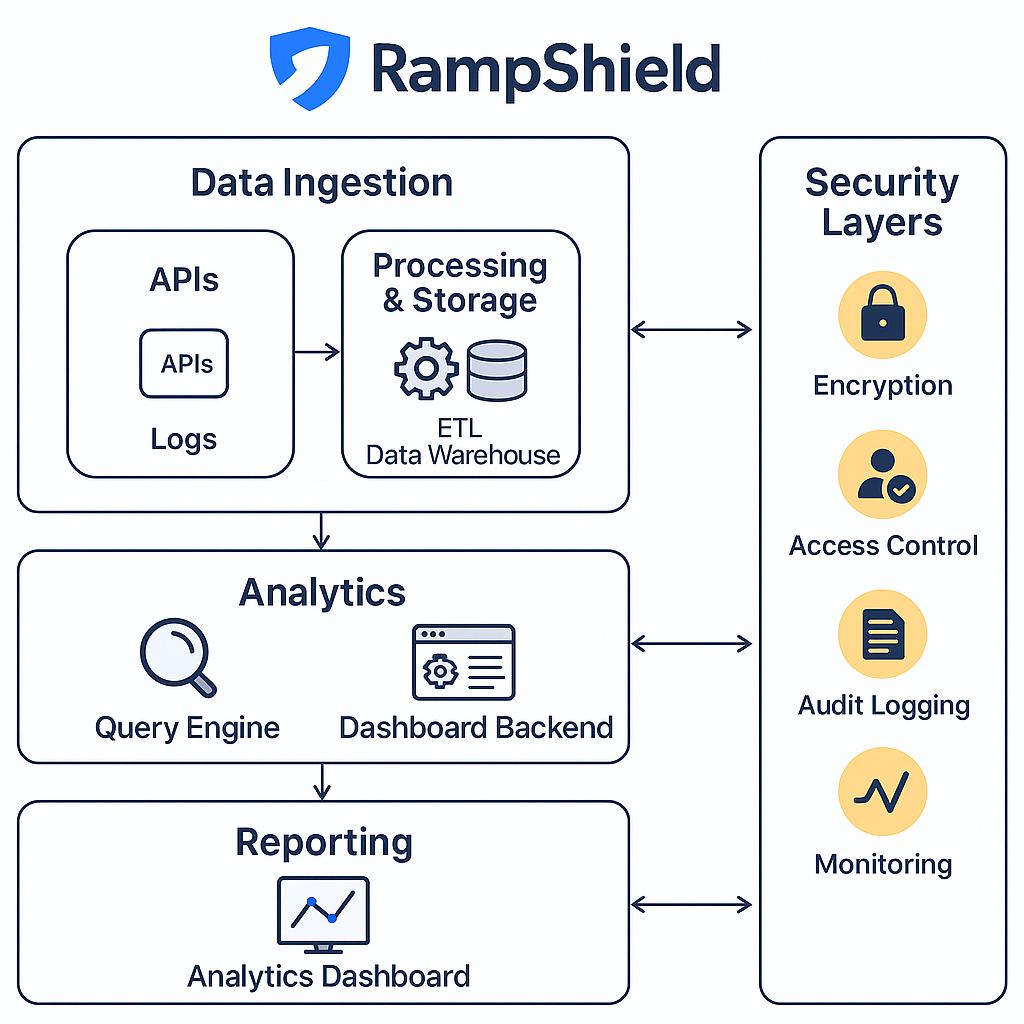 RampShield
Data Ingestion
APIs
APIs
Logs
Processing
& Storage
ETL
Data Warehouse
Analytics
Query Engine
Dashboard Backend
Reporting
Analytics Dashboard
Security
Layers
Encryption
Access Control
Audit Logging
Monitoring